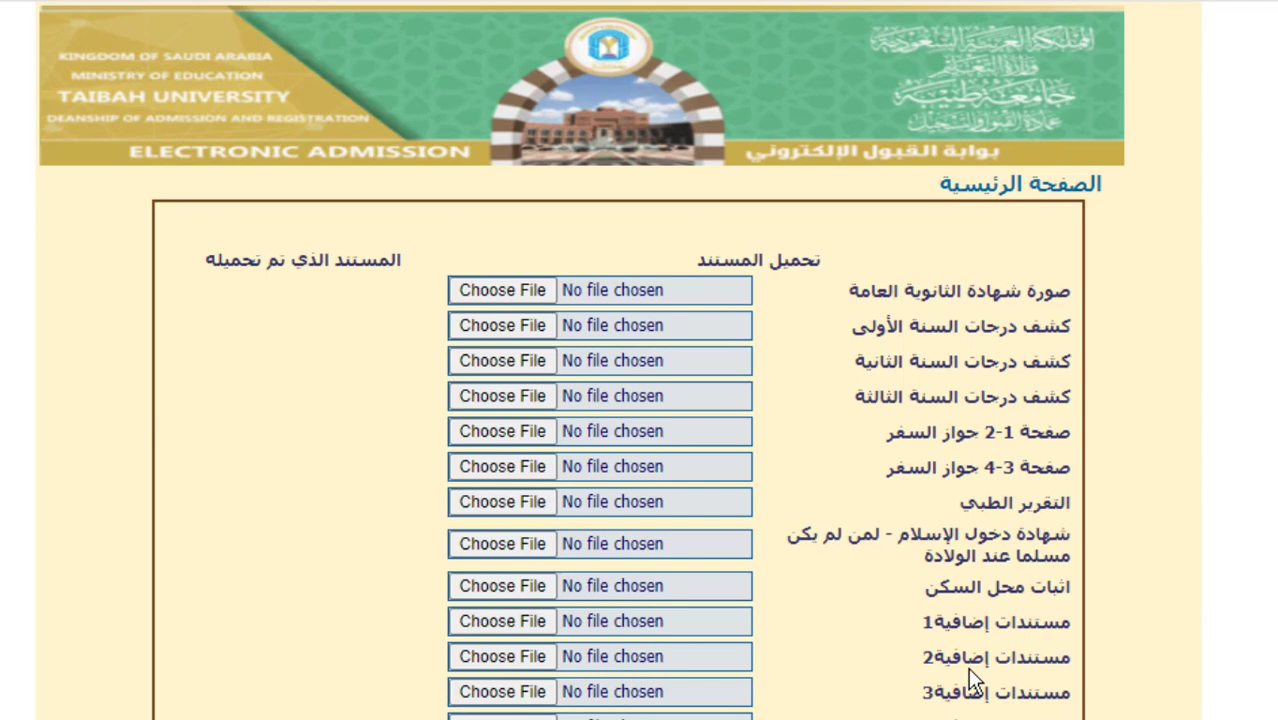 KINGDOM OF SAUDI ARABIA
MINISTRY OF EDUCATION
TAIBAH UNIVERSITY
DEANSHIP OF ADMISSION AND REGISTRATION
ELECTRONIC ADMISSION
المملكة العربية السعودية
وزارة التعليم
جامعة طيبة
عمادة القبول والتسجيل
بوابة القبول الإلكتروني
الصفحة الرئيسية
تحميل المستند
المستند الذي تم تحميله
صورة شهادة الثانوية العامة Choose File No file chosen
كشف درجات السنة الأولى Choose File No file chosen
كشف درجات السنة الثانية Choose File No file chosen
كشف درجات السنة الثالثة Choose File No file chosen
صفحة 1-2 جواز السفر Choose File No file chosen
صفحة 3-4 جواز السفر Choose File No file chosen
التقرير الطبي Choose File No file chosen
شهادة دخول الإسلام - لمن لم يكن
مسلما عند الولادة Choose File No file chosen
اثبات محل السكن Choose File No file chosen
مستندات إضافية1 Choose File No file chosen
مستندات إضافية2 Choose File No file chosen
مستندات إضافية3 Choose File No file chosen